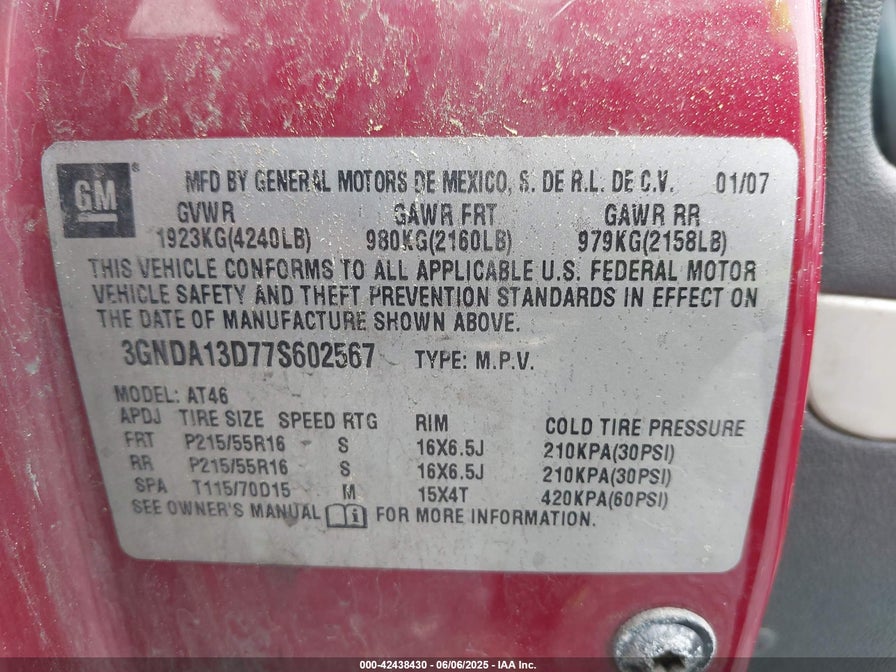 GM® MFD BY GENERAL MOTORS DE MEXICO, S. DE R.L. DE C.V. 01/07
GVWR GAWR FRT GAWR RR
1923KG(4240LB) 980KG(2160LB) 979KG(2158LB)
THIS VEHICLE CONFORMS TO ALL APPLICABLE U.S. FEDERAL MOTOR
VEHICLE SAFETY AND THEFT PREVENTION STANDARDS IN EFFECT ON
THE DATE OF MANUFACTURE SHOWN ABOVE.
3GNDA13D77S602567 TYPE: M.P.V.
MODEL: AT46
APDJ TIRE SIZE SPEED RTG RIM COLD TIRE PRESSURE
FRT P215/55R16 S 16X6.5J 210KPA(30PSI)
RR P215/55R16 S 16X6.5J 210KPA(30PSI)
SPA T115/70D15 M 15X4T 420KPA(60PSI)
SEE OWNER'S MANUAL i FOR MORE INFORMATION.
000-42438430 - 06/06/2025 - IAA Inc.